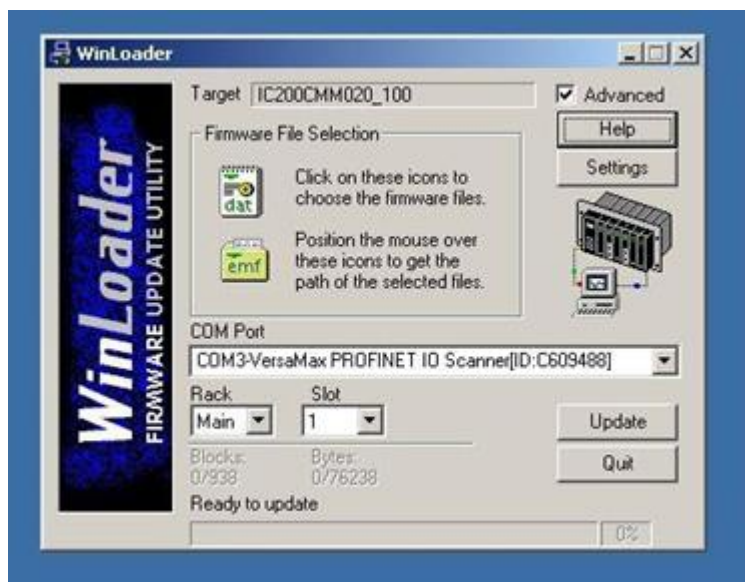 WinLoader
Target IC200CMM020_100
Advanced
Help
Settings
Firmware File Selection
dat
Click on these icons to
choose the firmware files.
emf
Position the mouse over
these icons to get the
path of the selected files.
WinLoader
FIRMWARE UPDATE UTILITY
COM Port
COM3-VersaMax PROFINET IO Scanner[ID:C609488]
Rack Slot
Main 1
Update
Blocks: Bytes:
0/938 0/76238
Quit
Ready to update
0%